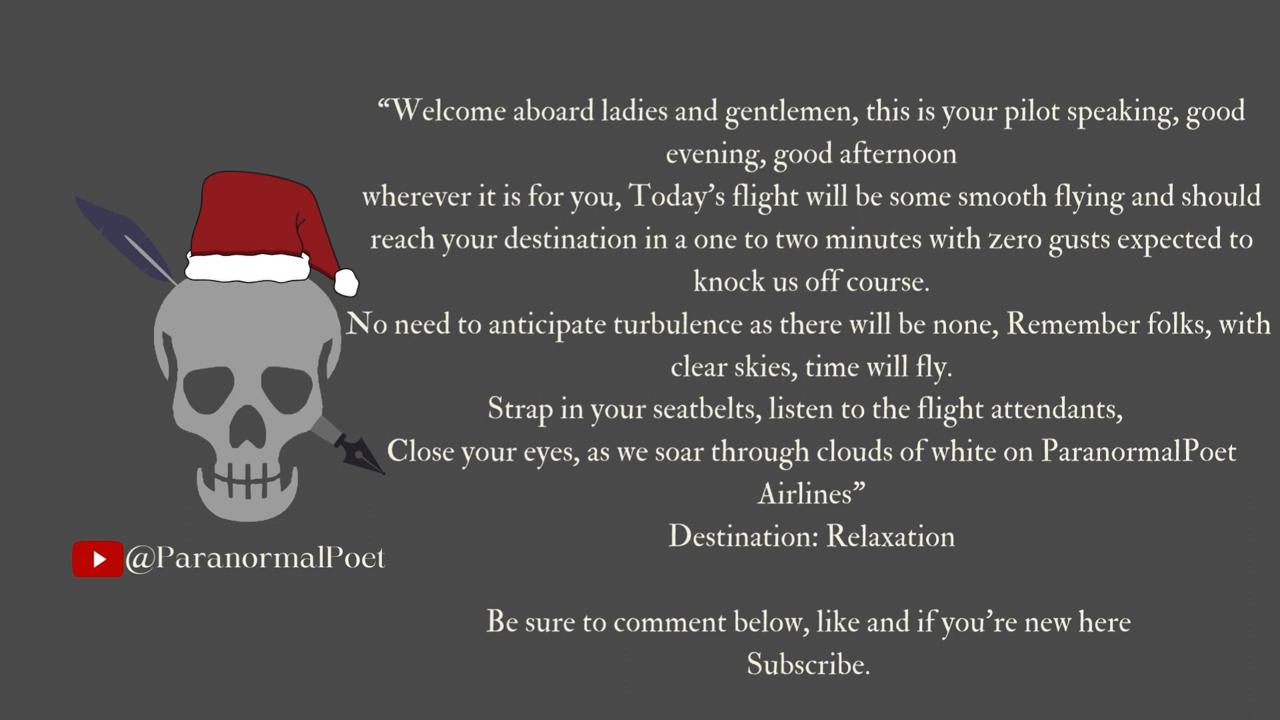 “Welcome aboard ladies and gentlemen, this is your pilot speaking, good
evening, good afternoon
wherever it is for you, Today’s flight will be some smooth flying and should
reach your destination in a one to two minutes with zero gusts expected to
knock us off course.
No need to anticipate turbulence as there will be none, Remember folks, with
clear skies, time will fly.
Strap in your seatbelts, listen to the flight attendants,
Close your eyes, as we soar through clouds of white on ParanormalPoet
Airlines”
Destination: Relaxation
Be sure to comment below, like and if you’re new here
Subscribe.
@ParanormalPoet